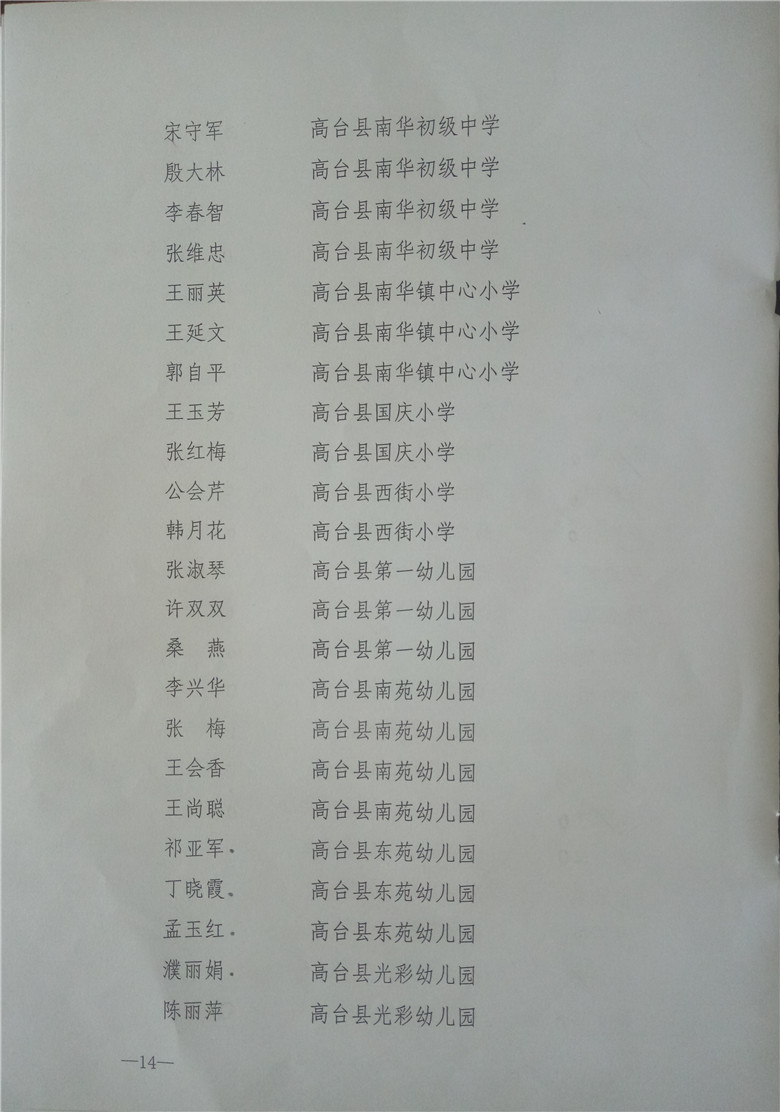 宋守军 高台县南华初级中学
殷大林 高台县南华初级中学
李春智 高台县南华初级中学
张维忠 高台县南华初级中学
王丽英 高台县南华镇中心小学
王延文 高台县南华镇中心小学
郭自平 高台县南华镇中心小学
王玉芳 高台县国庆小学
张红梅 高台县国庆小学
公会芹 高台县西街小学
韩月花 高台县西街小学
张淑琴 高台县第一幼儿园
许双双 高台县第一幼儿园
桑　燕 高台县第一幼儿园
李兴华 高台县南苑幼儿园
张　梅 高台县南苑幼儿园
王会香 高台县南苑幼儿园
王尚聪 高台县南苑幼儿园
祁亚军 高台县东苑幼儿园
丁晓霞 高台县东苑幼儿园
孟玉红 高台县东苑幼儿园
濮丽娟 高台县光彩幼儿园
陈丽萍 高台县光彩幼儿园
—14—